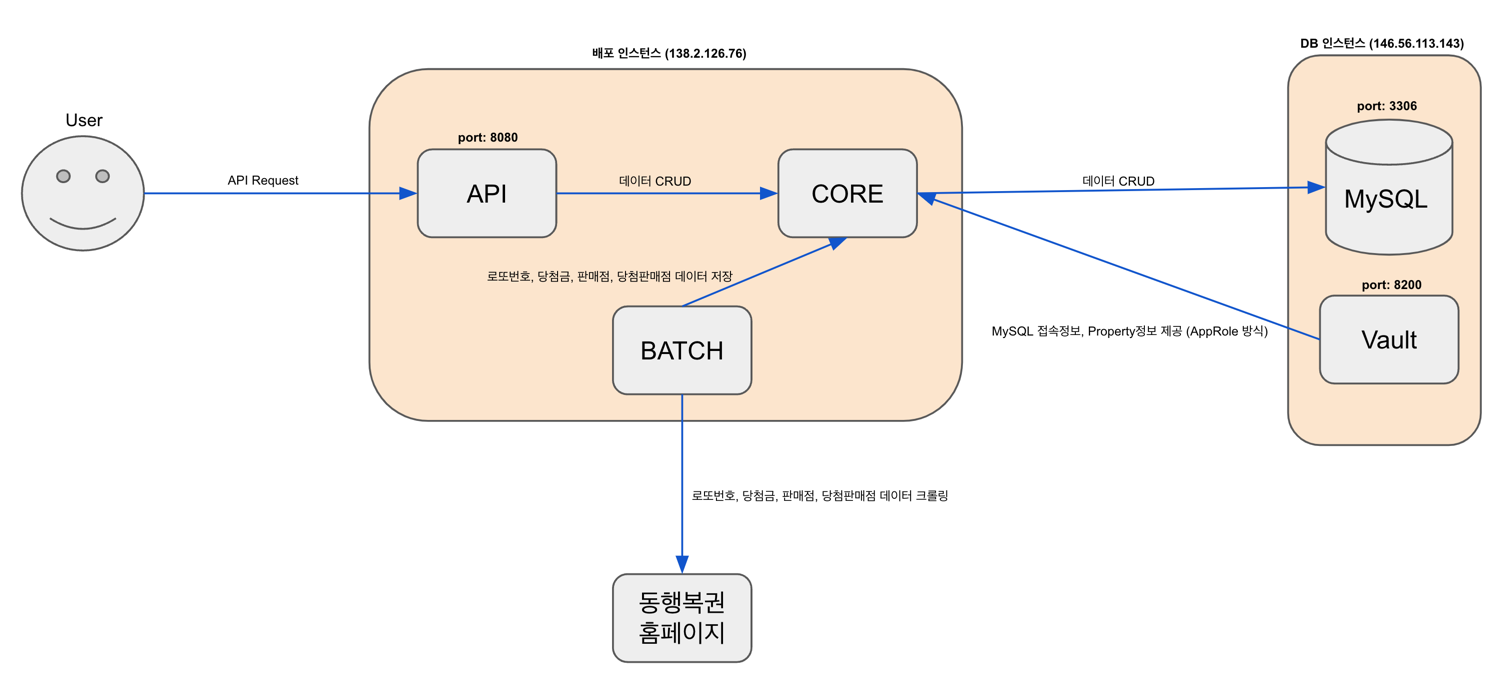 배포 인스턴스 (138.2.126.76)
DB 인스턴스 (146.56.113.143)
User
port: 8080
port: 3306
API Request
API
데이터 CRUD
CORE
데이터 CRUD
MySQL
로또번호, 당첨금, 판매점, 당첨판매점 데이터 저장
port: 8200
BATCH
MySQL 접속정보, Property정보 제공 (AppRole 방식)
Vault
로또번호, 당첨금, 판매점, 당첨판매점 데이터 크롤링
동행복권
홈페이지